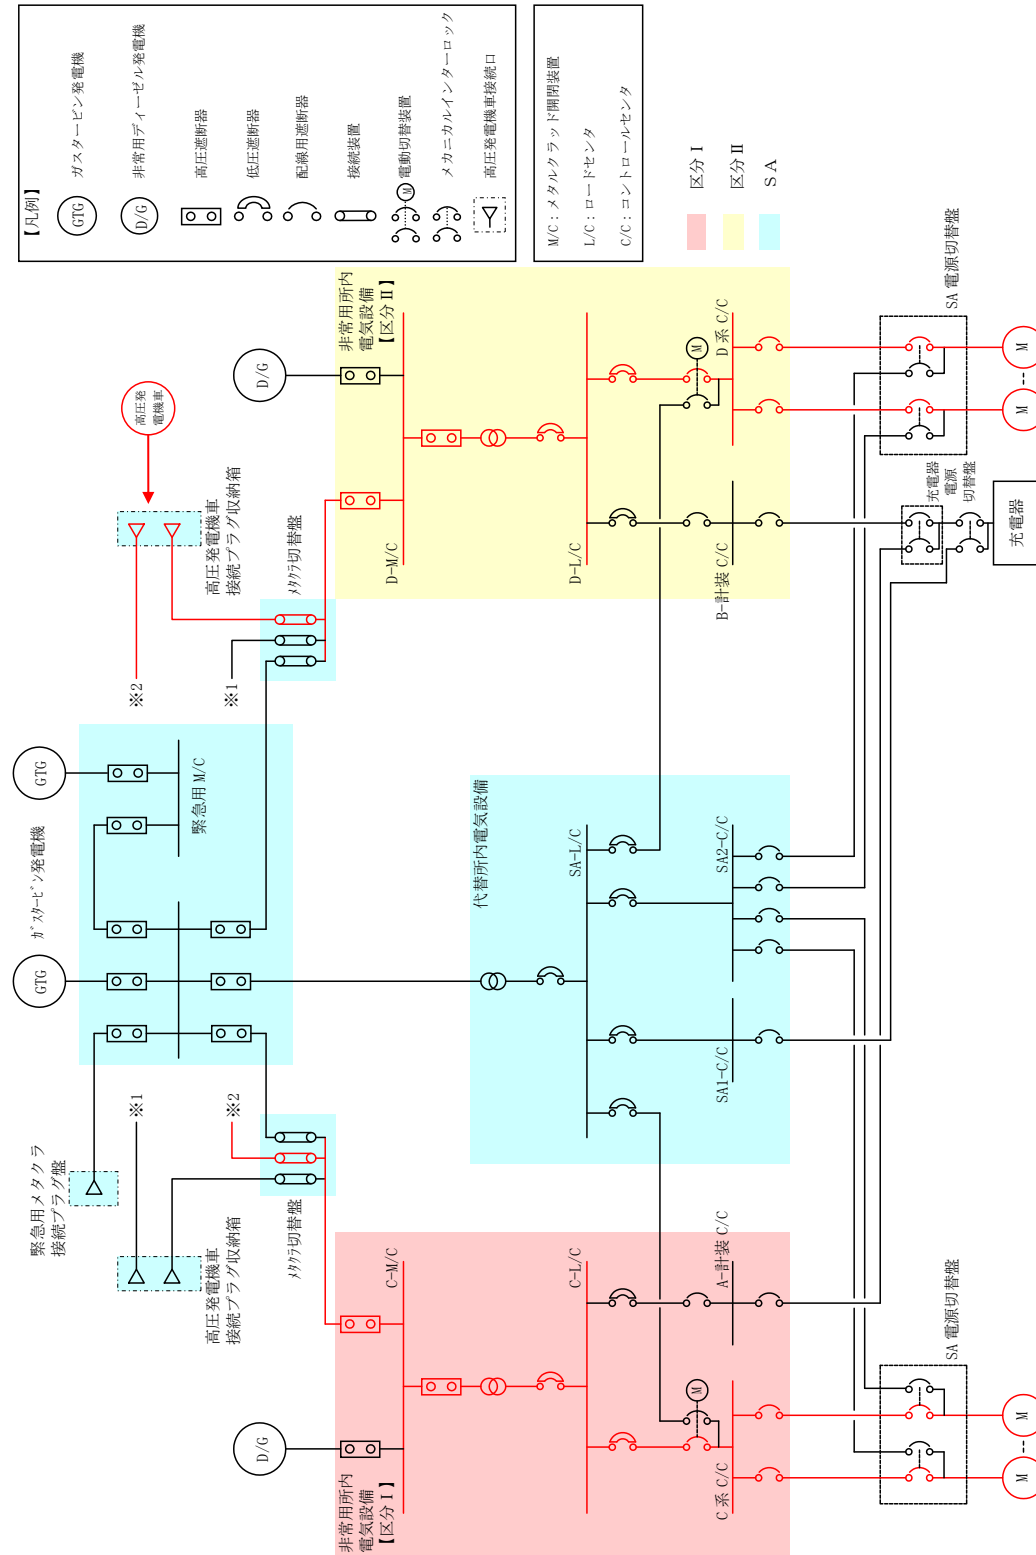 【凡例】
GTG
ガスタービン発電機
D/G
非常用ディーゼル発電機
高圧遮断器
低圧遮断器
配線用遮断器
接続装置
M
電動切替装置
メカニカルインターロック
高圧発電機車接続口
M/C：メタルクラッド開閉装置
L/C：ロードセンタ
C/C：コントロールセンタ
区分Ⅰ
区分Ⅱ
SA
緊急用メタクラ
接続プラグ盤
GTG
ガスタービン発電機
GTG
緊急用M/C
高圧発
電機車
高圧発電機車
接続プラグ収納箱
※1
※2
メタクラ切替盤
高圧発電機車
接続プラグ収納箱
※2
※1
メタクラ切替盤
D/G
非常用所内
電気設備
【区分Ⅰ】
C-M/C
C-L/C
M
C系C/C
A-計装C/C
代替所内電気設備
SA-L/C
SA1-C/C
SA2-C/C
D/G
非常用所内
電気設備
【区分Ⅱ】
D-M/C
D-L/C
M
B-計装C/C
D系C/C
SA電源切替盤
M
M
充電器
電源
切替盤
充電器
SA電源切替盤
M
M